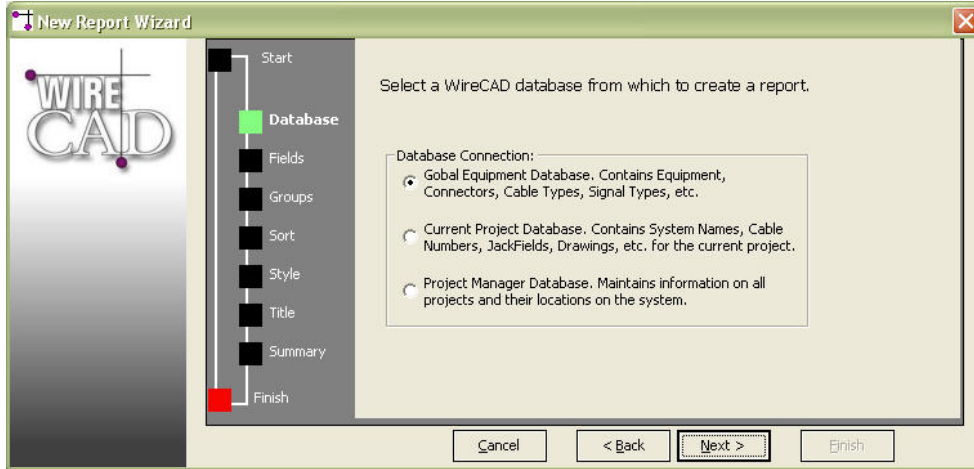 New Report Wizard
WIRE
CAD
Start
Database
Fields
Groups
Sort
Style
Title
Summary
Finish
Select a WireCAD database from which to create a report.
Database Connection:
Gobal Equipment Database. Contains Equipment,
Connectors, Cable Types, Signal Types, etc.
Current Project Database. Contains System Names, Cable
Numbers, JackFields, Drawings, etc. for the current project.
Project Manager Database. Maintains information on all
projects and their locations on the system.
Cancel
< Back
Next >
Finish